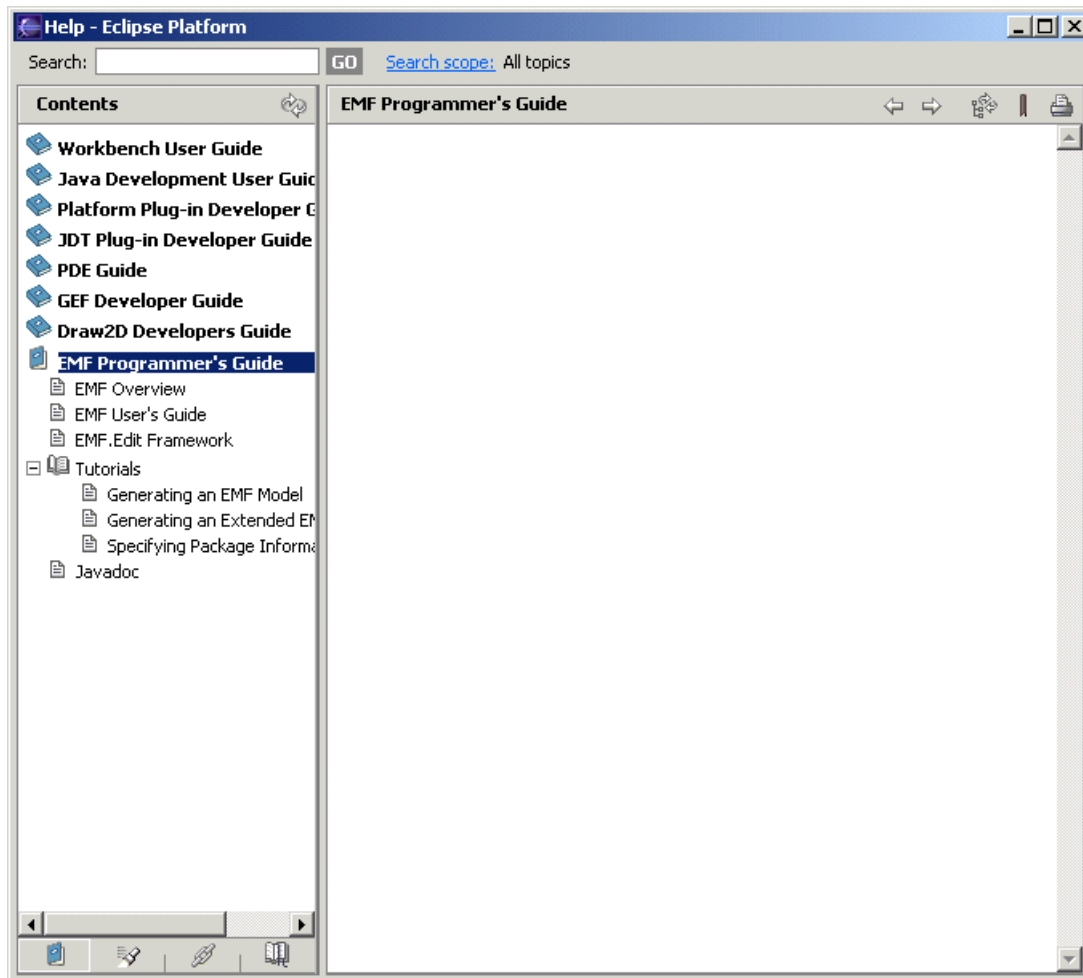 Help - Eclipse Platform
Search: GO Search scope: All topics
Contents
EMF Programmer's Guide
Workbench User Guide
Java Development User Guid
Platform Plug-in Developer G
JDT Plug-in Developer Guide
PDE Guide
GEF Developer Guide
Draw2D Developers Guide
EMF Programmer's Guide
EMF Overview
EMF User's Guide
EMF.Edit Framework
Tutorials
Generating an EMF Model
Generating an Extended EM
Specifying Package Informa
Javadoc